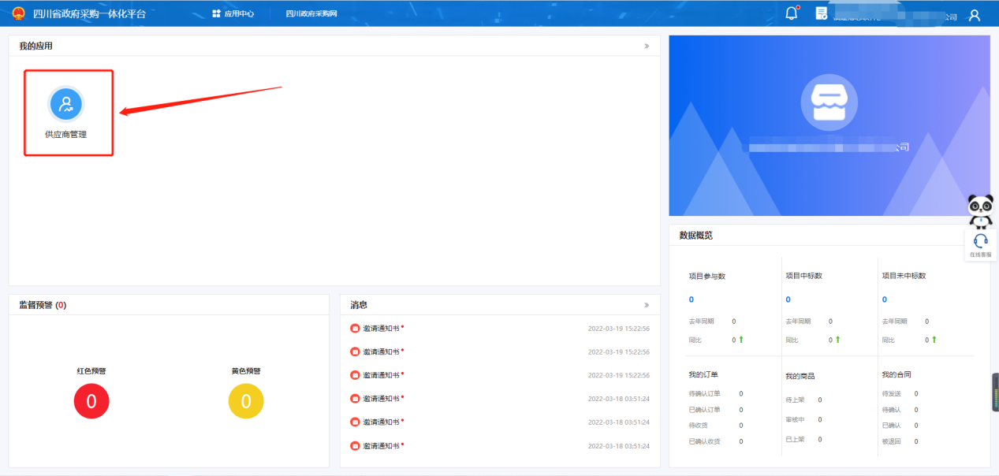 四川省政府采购一体化平台
应用中心
四川政府采购网
公司
我的应用
供应商管理
公司
在线客服
数据概览
项目参与数
项目中标数
项目未中标数
0
0
0
去年同期 0
去年同期 0
去年同期 0
同比 0
同比 0
同比 0
我的订单
待确认订单 0
已确认订单 0
待收货 0
已确认收货 0
我的商品
待上架 0
审核中 0
已上架 0
我的合同
待发送 0
待确认 0
已确认 0
被退回 0
监督预警 (0)
红色预警
0
黄色预警
0
消息
邀请通知书 2022-03-19 15:22:56
邀请通知书 2022-03-19 15:22:56
邀请通知书 2022-03-19 15:22:56
邀请通知书 2022-03-18 03:51:24
邀请通知书 2022-03-18 03:51:24
邀请通知书 2022-03-18 03:51:24